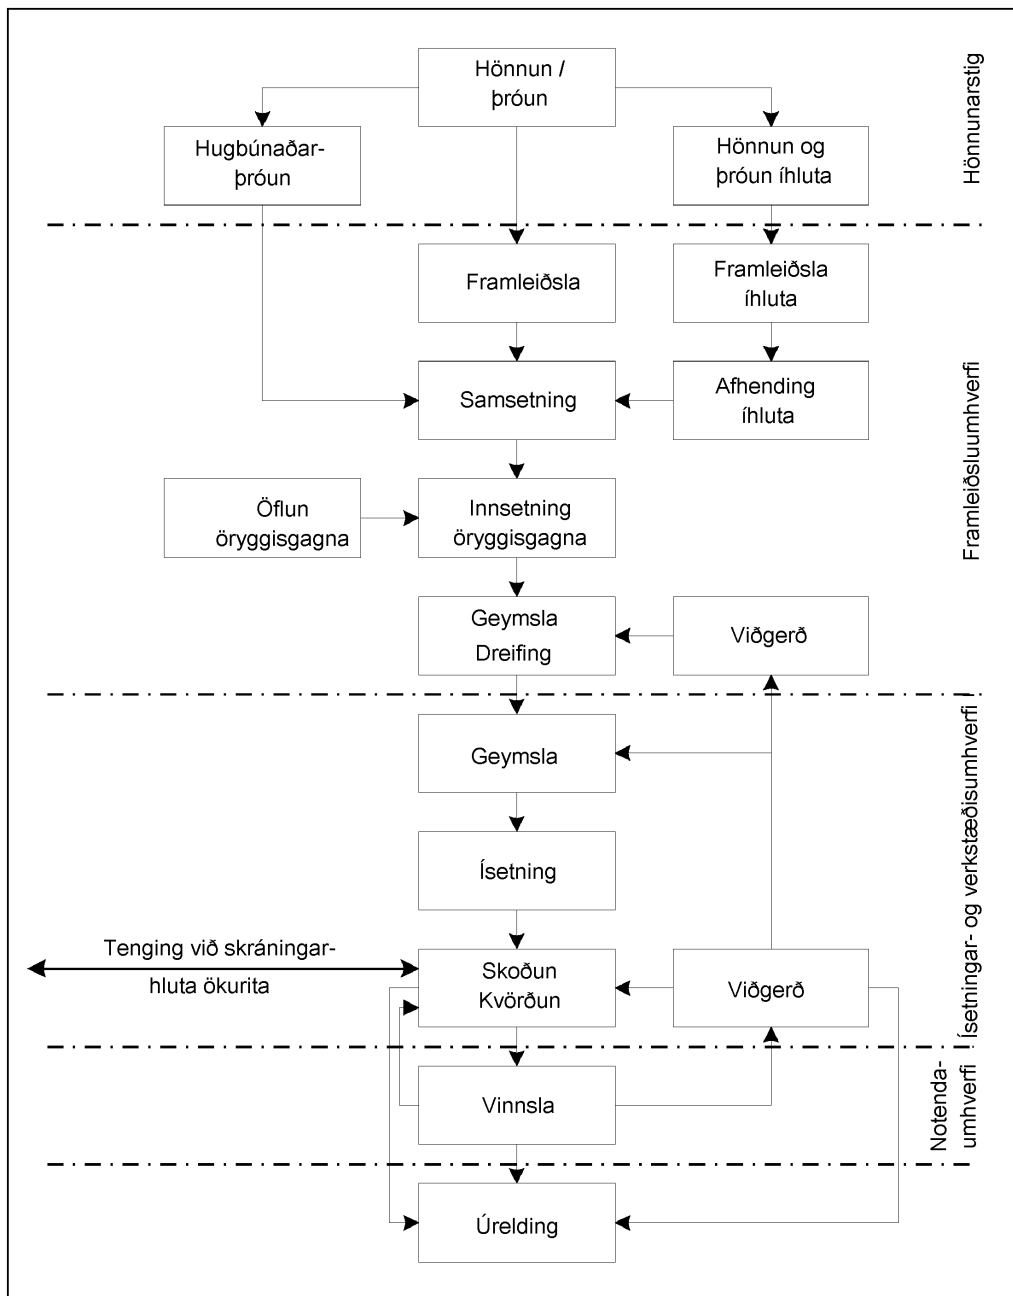 Hönnun /
þróun
Hugbúnaðar-
þróun
Hönnun og
þróun íhluta
Hönnunarstig
Framleiðsla
Framleiðsla
íhluta
Samsetning
Afhending
íhluta
Framleiðsluumhverfi
Öflun
öryggisgagna
Innsetning
öryggisgagna
Geymsla
Dreifing
Viðgerð
Geymsla
Ísetning
Ísetningar- og verkstæðisumhverfi
Tenging við skráningar-
hluta ökurita
Skoðun
Kvörðun
Viðgerð
Vinnsla
Notenda-
umhverfi
Úrelding